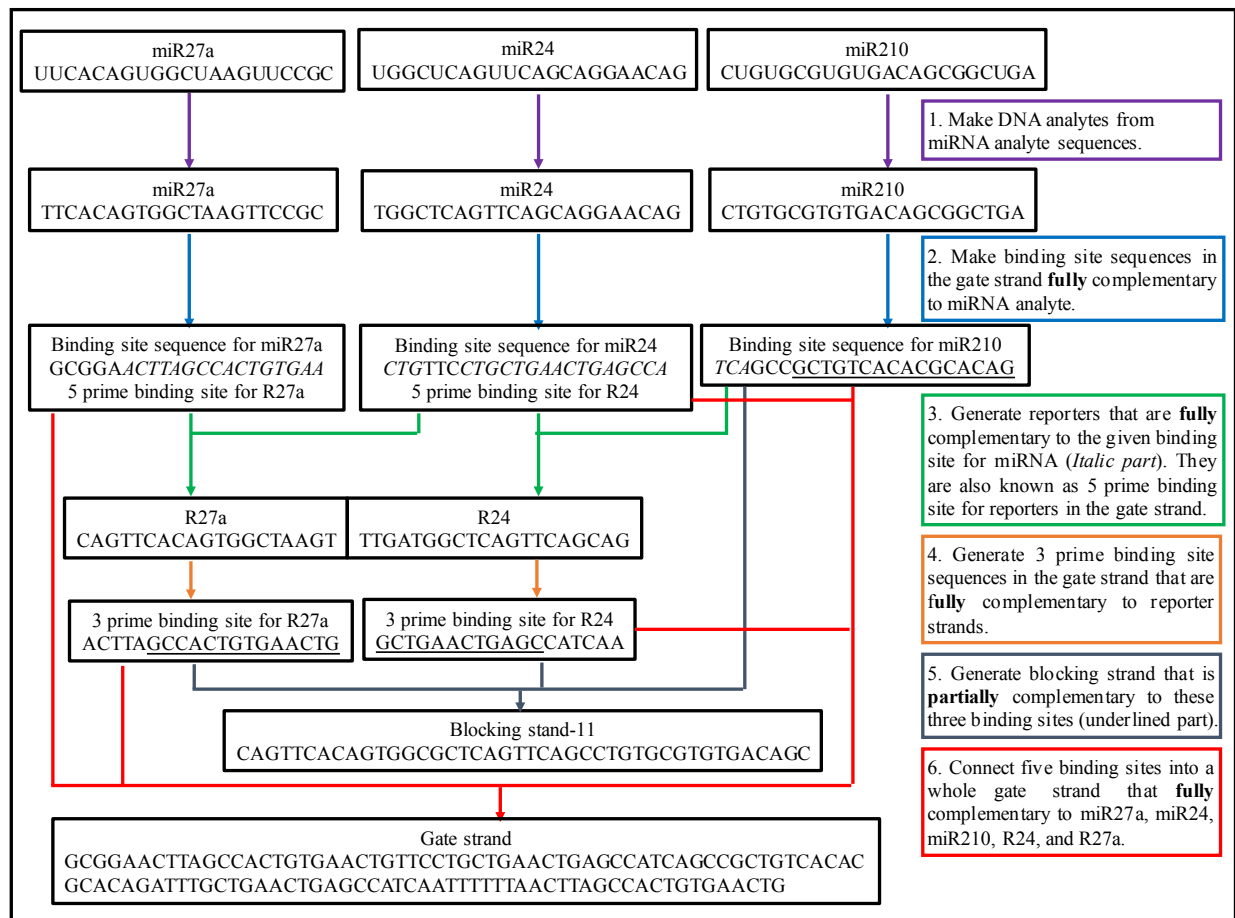 miR27a
UUCACAGUGGCUAAGUUCCGC
miR24
UGGCUCAGUUCAGCAGGAACAG
miR210
CUGUGCGUGUGACAGCGGCUGA
1. Make DNA analytes from
miRNA analyte sequences.
miR27a
TTCACAGTGGCTAAGTTCCGC
miR24
TGGCTCAGTTCAGCAGGAACAG
miR210
CTGTGCGTGTGACAGCGGCTGA
2. Make binding site sequences in
the gate strand fully complementary
to miRNA analyte.
Binding site sequence for miR27a
GCGGAACTTAGCCACTGTGAA
5 prime binding site for R27a
Binding site sequence for miR24
CTGTTCCTGCTGAACTGAGCCA
5 prime binding site for R24
Binding site sequence for miR210
TCAGCCGCTGTCACACGCACAG
3. Generate reporters that are fully
complementary to the given binding
site for miRNA (Italic part). They
are also known as 5 prime binding
site for reporters in the gate strand.
R27a
CAGTTCACAGTGGCTAAGT
R24
TTGATGGCTCAGTTCAGCAG
4. Generate 3 prime binding site
sequences in the gate strand that are
fully complementary to reporter
strands.
3 prime binding site for R27a
ACTTAGCCACTGTGAACTG
3 prime binding site for R24
GCTGAACTGAGCCATCAA
5. Generate blocking strand that is
partially complementary to these
three binding sites (underlined part).
Blocking stand-11
CAGTTCACAGTGGCGCTCAGTTCAGCCTGTGCGTGTGACAGC
6. Connect five binding sites into a
whole gate strand that fully
complementary to miR27a, miR24,
miR210, R24, and R27a.
Gate strand
GCGGAACTTAGCCACTGTGAACTGTTCCTGCTGAACTGAGCCATCAGCCGCTGTCACAC
GCACAGATTTGCTGAACTGAGCCATCAATTTTTTAACTTAGCCACTGTGAACTG